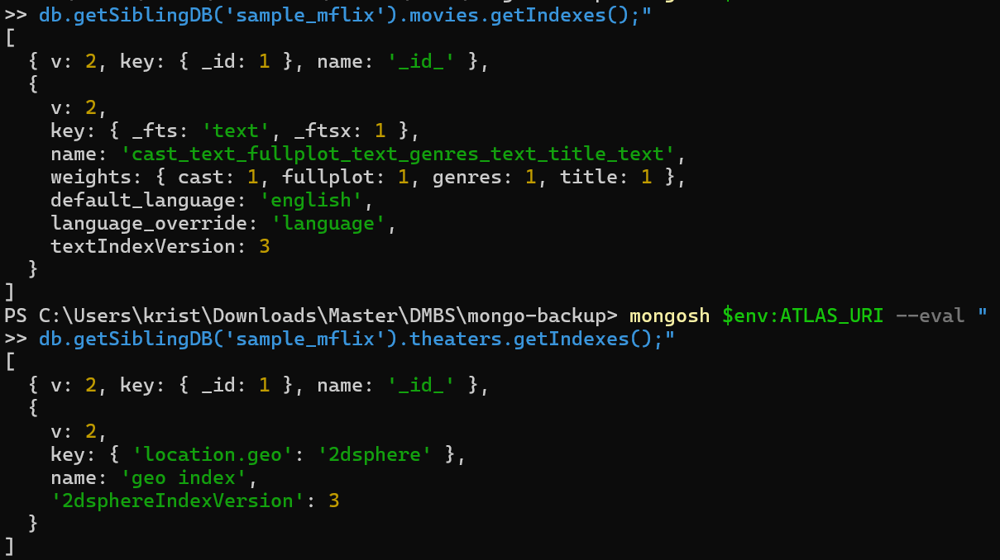 >> db.getSiblingDB('sample_mflix').movies.getIndexes();"
[
  { v: 2, key: { _id: 1 }, name: '_id_' },
  {
    v: 2,
    key: { _fts: 'text', _ftsx: 1 },
    name: 'cast_text_fullplot_text_genres_text_title_text',
    weights: { cast: 1, fullplot: 1, genres: 1, title: 1 },
    default_language: 'english',
    language_override: 'language',
    textIndexVersion: 3
  }
]
PS C:\Users\krist\Downloads\Master\DMBS\mongo-backup> mongosh $env:ATLAS_URI --eval "
>> db.getSiblingDB('sample_mflix').theaters.getIndexes();"
[
  { v: 2, key: { _id: 1 }, name: '_id_' },
  {
    v: 2,
    key: { 'location.geo': '2dsphere' },
    name: 'geo index',
    '2dsphereIndexVersion': 3
  }
]